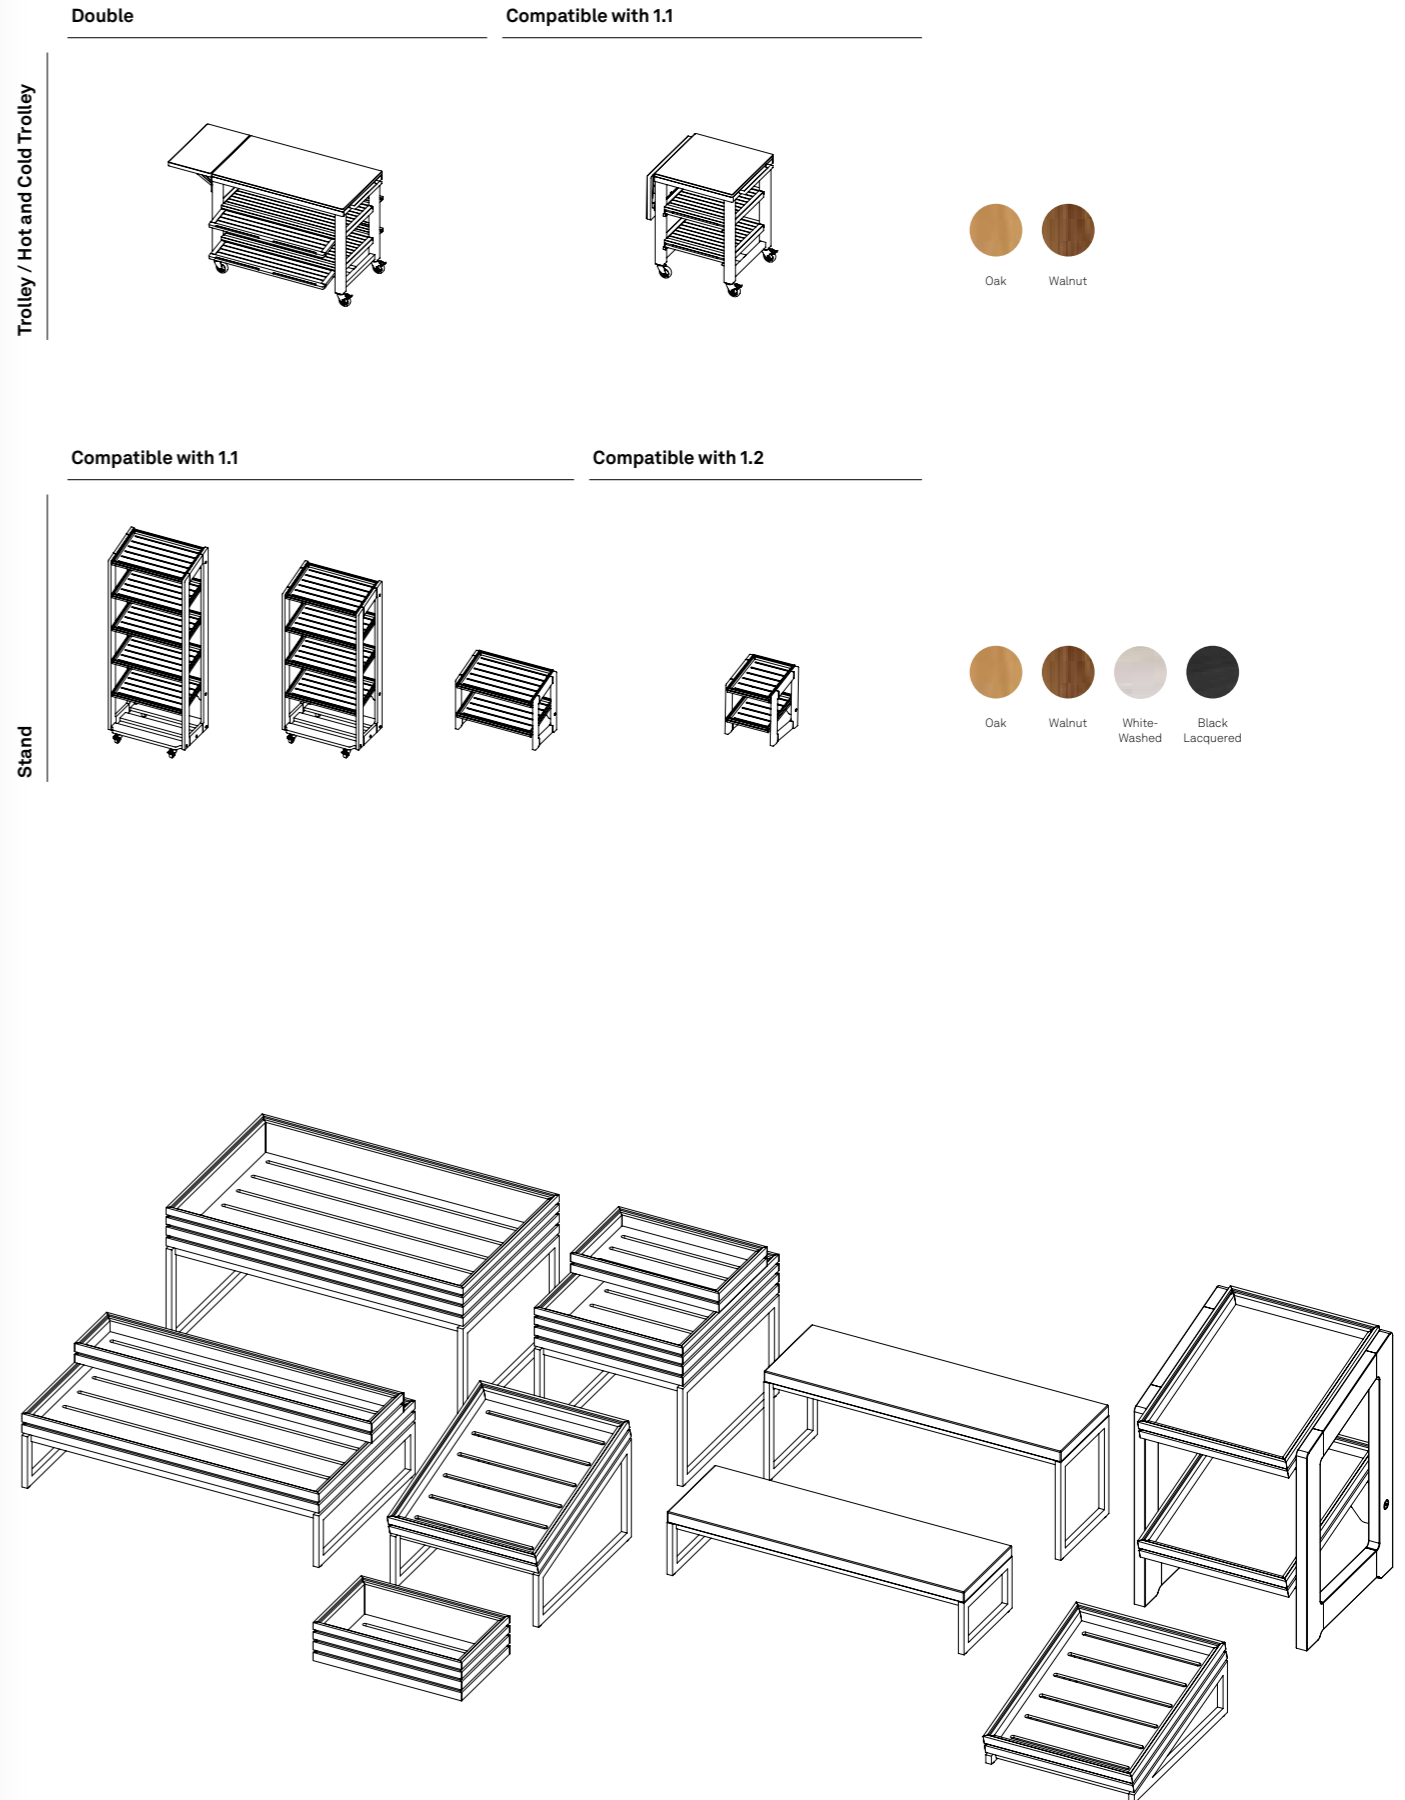 Double
Compatible with 1.1
Trolley / Hot and Cold Trolley
Oak
Walnut
Compatible with 1.1
Compatible with 1.2
Stand
Oak
Walnut
White-
Washed
Black
Lacquered